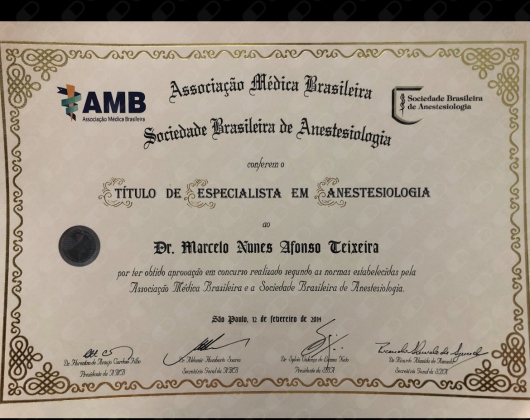 AMB
Associação Médica Brasileira
Associação Médica Brasileira
Sociedade Brasileira
de Anestesiologia
Sociedade Brasileira de Anestesiologia
conferem o
TÍTULO DE ESPECIALISTA EM ANESTESIOLOGIA
ao
Dr. Marcelo Nunes Afonso Teixeira
por ter obtido aprovação em concurso realizado segundo as normas estabelecidas pela
Associação Médica Brasileira e a Sociedade Brasileira de Anestesiologia.
São Paulo, 12 de fevereiro de 2014
Presidente da AMB
Secretário Geral da AMB
Presidente da SBA
Secretário Geral da SBA